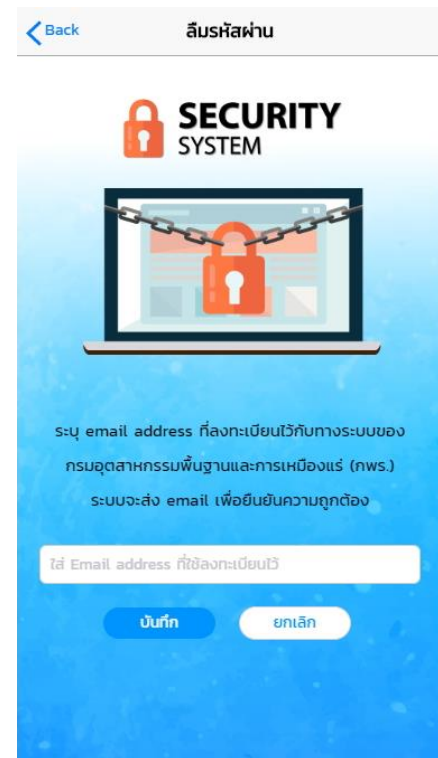 Back
ลืมรหัสผ่าน
SECURITY
SYSTEM
ระบุ email address ที่ลงทะเบียนไว้กับทางระบบของ
กรมอุตสาหกรรมพื้นฐานและการเหมืองแร่ (กพร.)
ระบบจะส่ง email เพื่อยืนยันความถูกต้อง
ใส่ Email address ที่ใช้ลงทะเบียนไว้
บันทึก
ยกเลิก